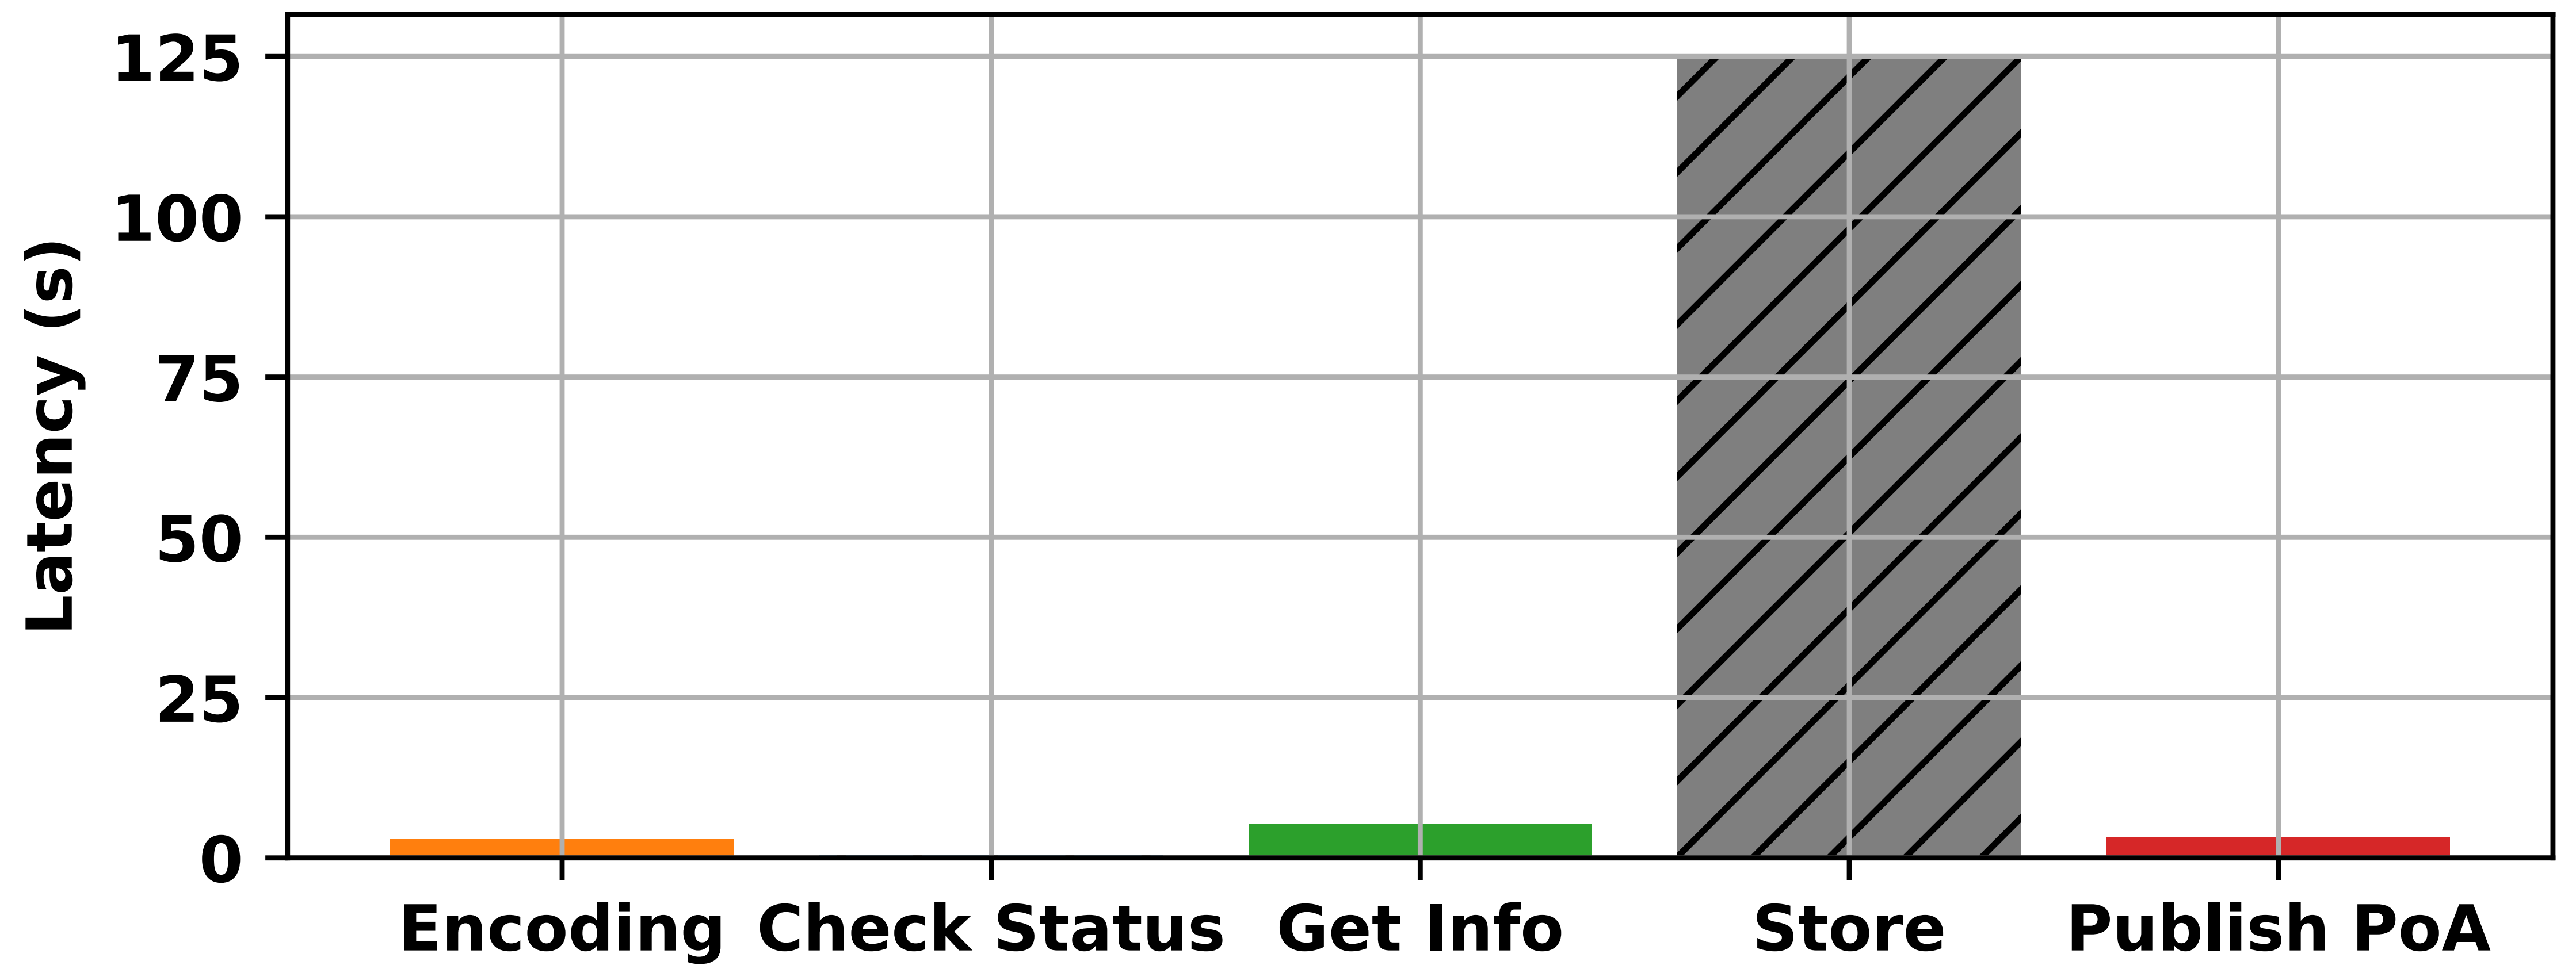 Latency (s)
125
100
75
50
25
0
Encoding
Check Status
Get Info
Store
Publish PoA